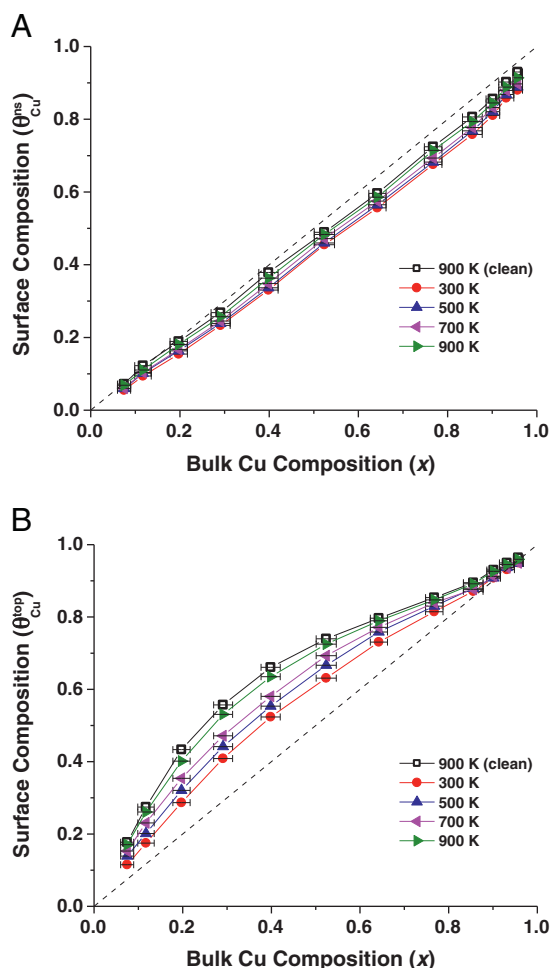 A
1.0
0.8
0.6
0.4
0.2
0.0
Surface Composition (θ^ns_Cu)
900 K (clean)
300 K
500 K
700 K
900 K
0.0 0.2 0.4 0.6 0.8 1.0
Bulk Cu Composition (x)
B
1.0
0.8
0.6
0.4
0.2
0.0
Surface Composition (θ^top_Cu)
900 K (clean)
300 K
500 K
700 K
900 K
0.0 0.2 0.4 0.6 0.8 1.0
Bulk Cu Composition (x)